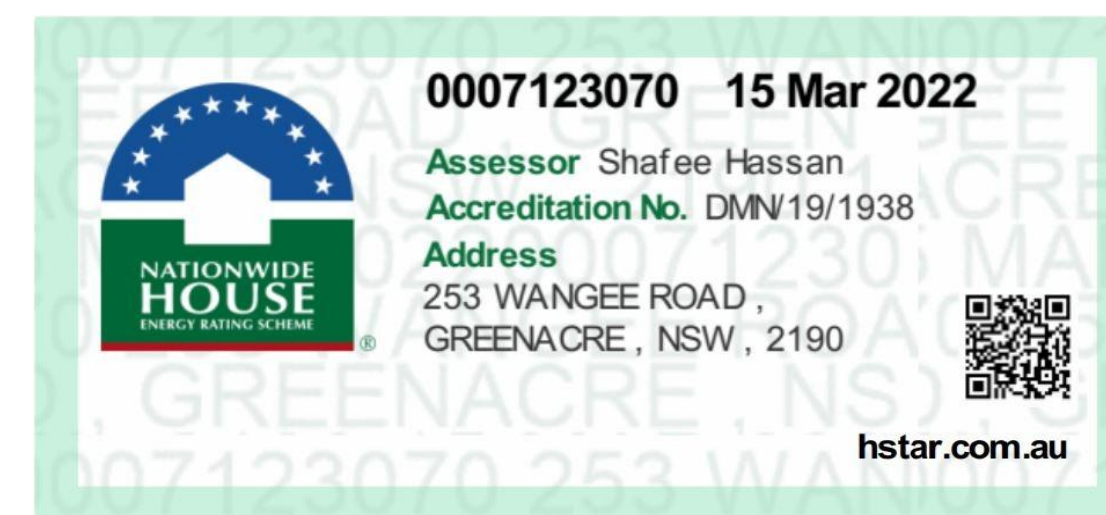 0007123070 15 Mar 2022
Assessor Shafee Hassan
Accreditation No. DMN/19/1938
Address
253 WANGEE ROAD ,
GREENACRE , NSW , 2190
NATIONWIDE
HOUSE
ENERGY RATING SCHEME
®
hstar.com.au